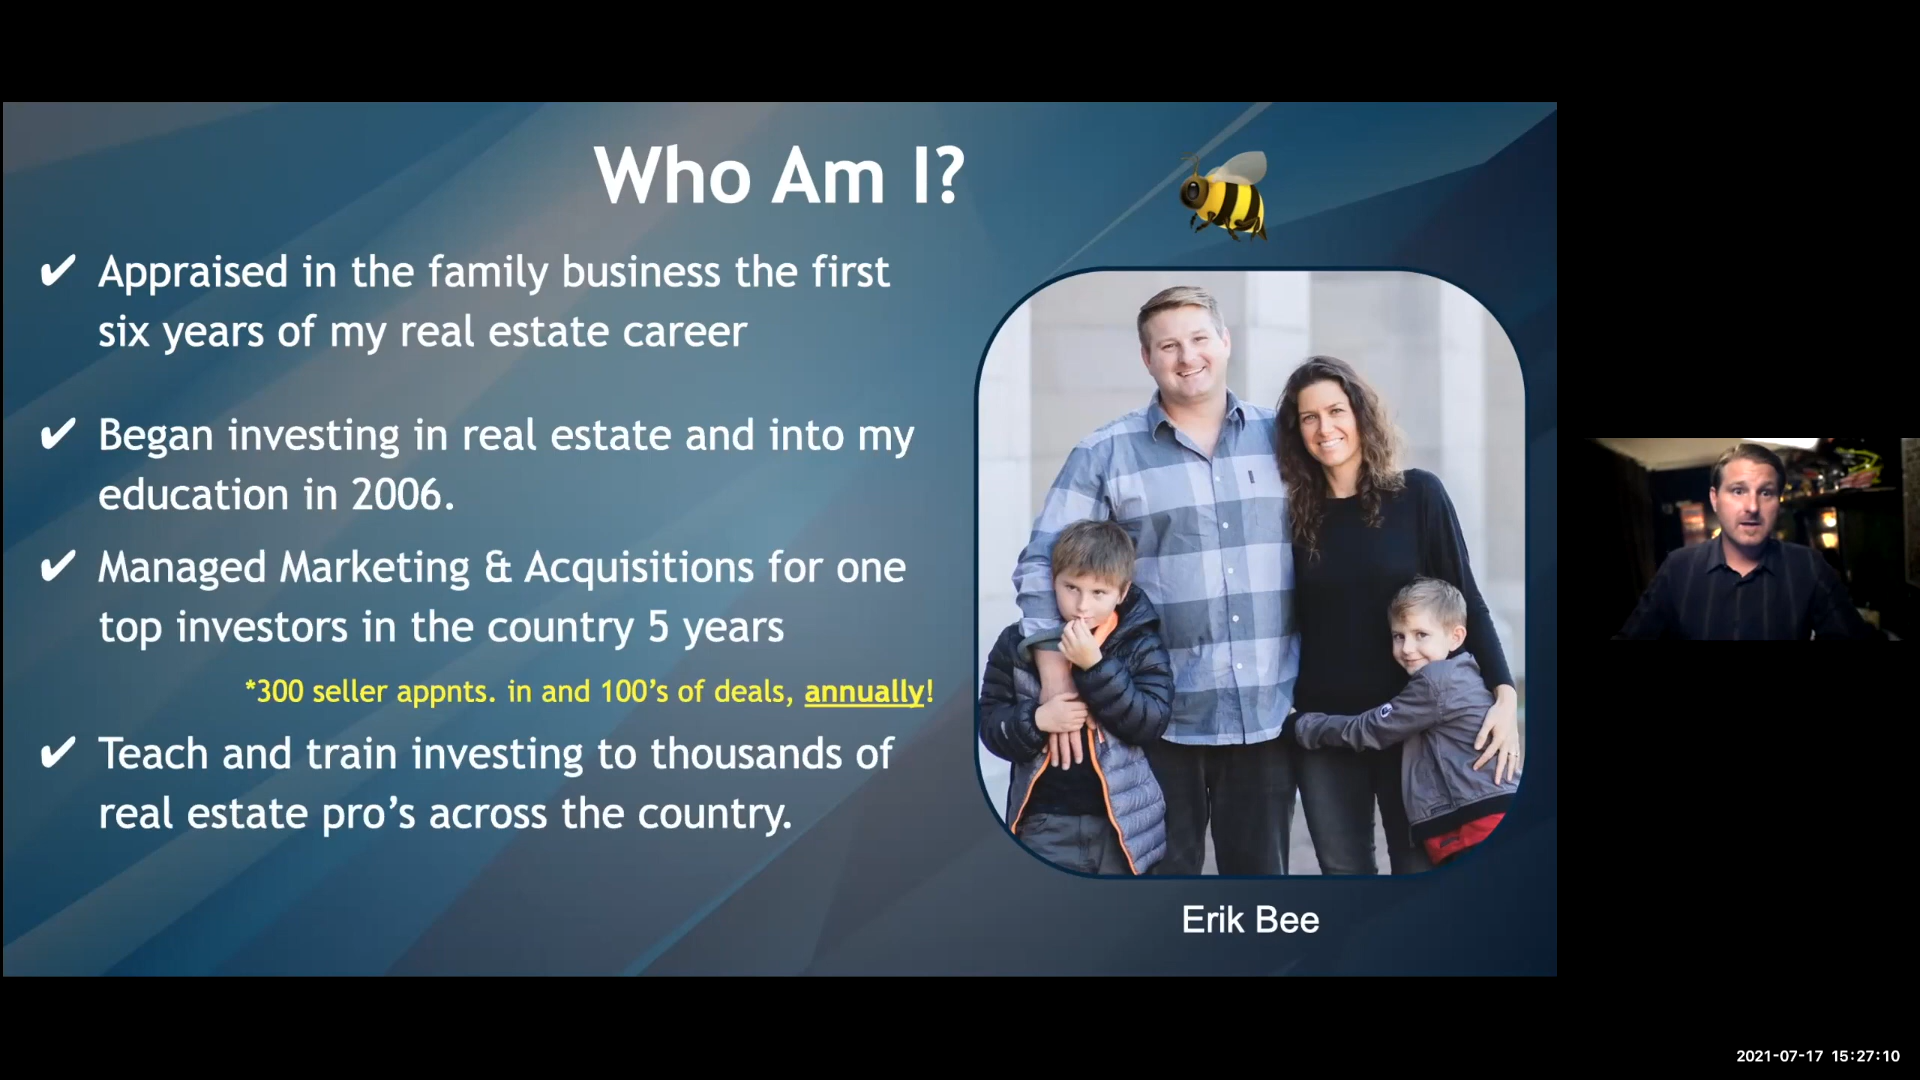 Who Am I?
✔ Appraised in the family business the first
six years of my real estate career
✔ Began investing in real estate and into my
education in 2006.
✔ Managed Marketing & Acquisitions for one
top investors in the country 5 years
*300 seller appnts. in and 100’s of deals, annually!
✔ Teach and train investing to thousands of
real estate pro’s across the country.
Erik Bee
2021-07-17 15:27:10